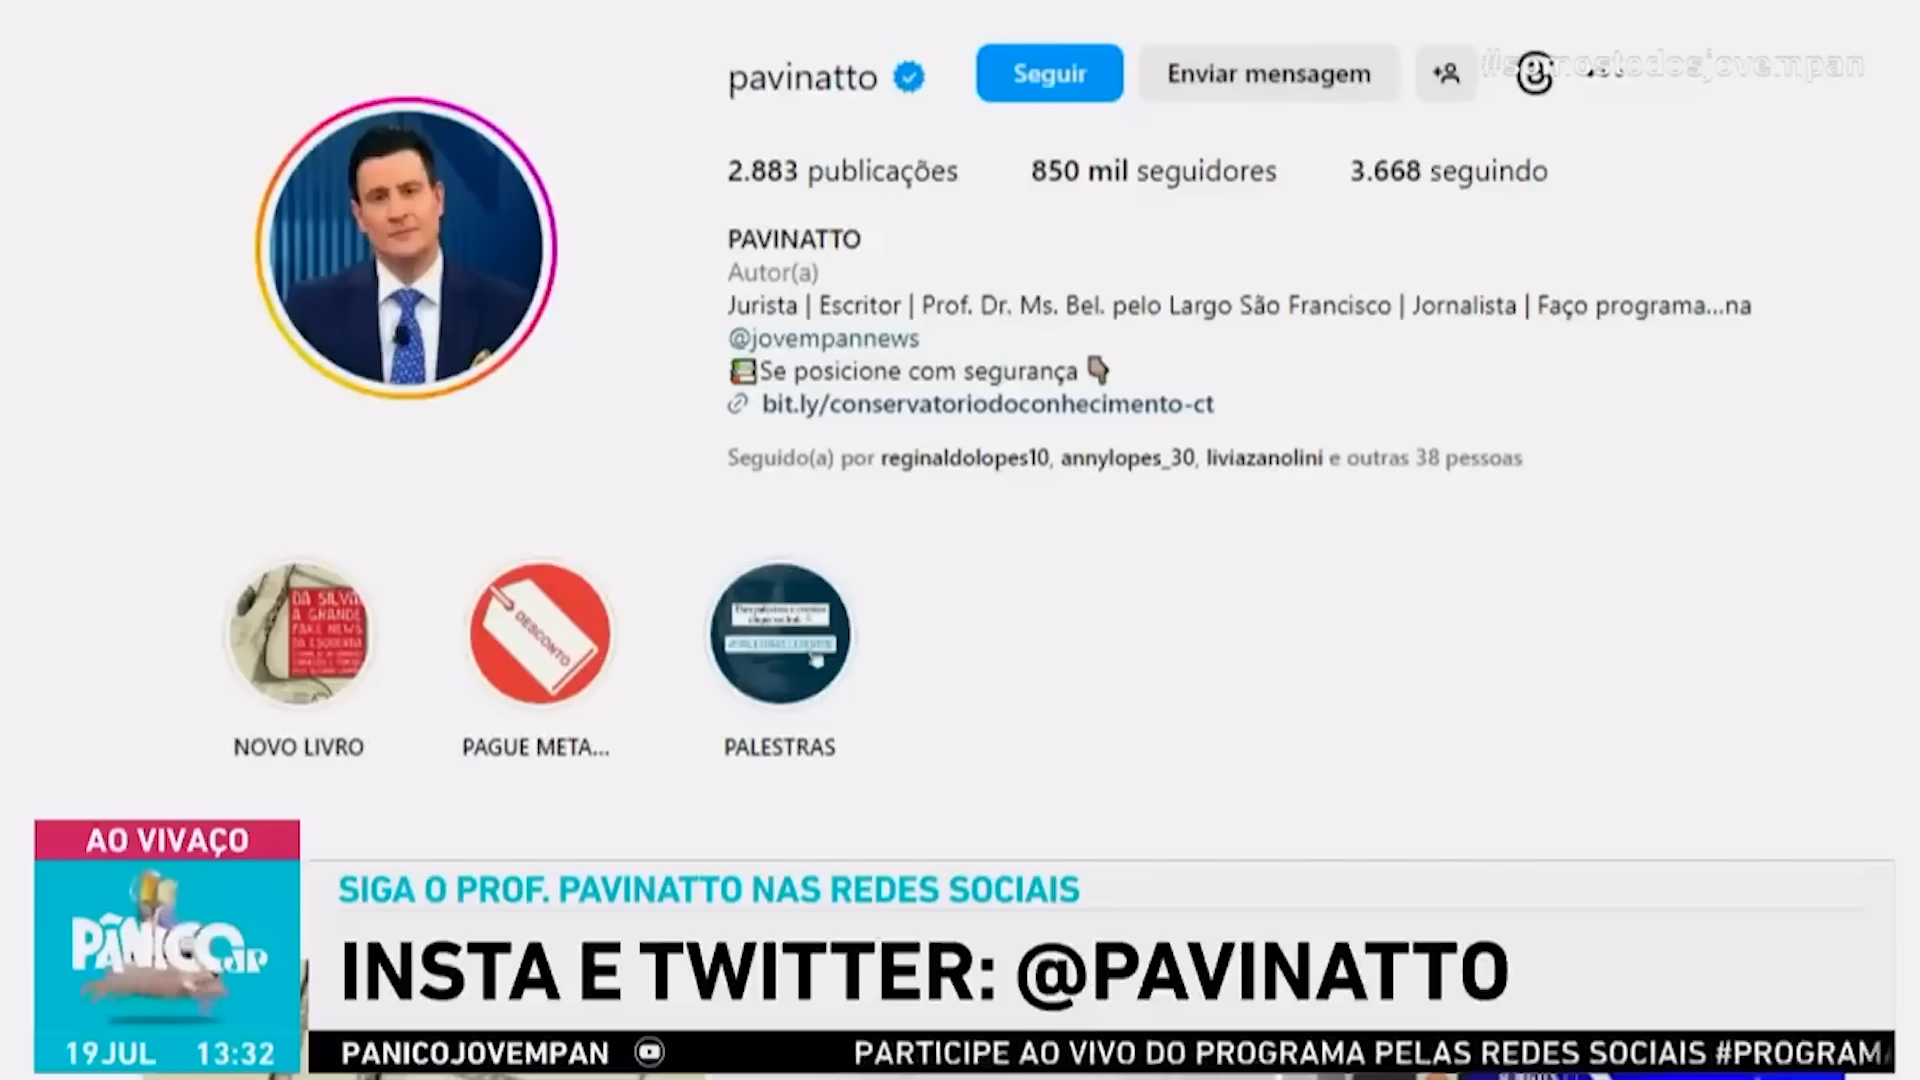 pavinatto
Seguir
Enviar mensagem
#somostodosjovempan
2.883 publicações
850 mil seguidores
3.668 seguindo
PAVINATTO
Autor(a)
Jurista | Escritor | Prof. Dr. Ms. Bel. pelo Largo São Francisco | Jornalista | Faço programa...na
@jovempannews
Se posicione com segurança
bit.ly/conservatoriodoconhecimento-ct
Seguido(a) por reginaldolopes10, annylopes_30, liviazanolini e outras 38 pessoas
DA SILVA
A GRANDE
FAKE NEWS
DA ESQUERDA
DESCONTO
NOVO LIVRO
PAGUE META...
PALESTRAS
AO VIVAÇO
PÂNICO JP
19JUL 13:32
SIGA O PROF. PAVINATTO NAS REDES SOCIAIS
INSTA E TWITTER: @PAVINATTO
PANICOJOVEMPAN
PARTICIPE AO VIVO DO PROGRAMA PELAS REDES SOCIAIS #PROGRAM